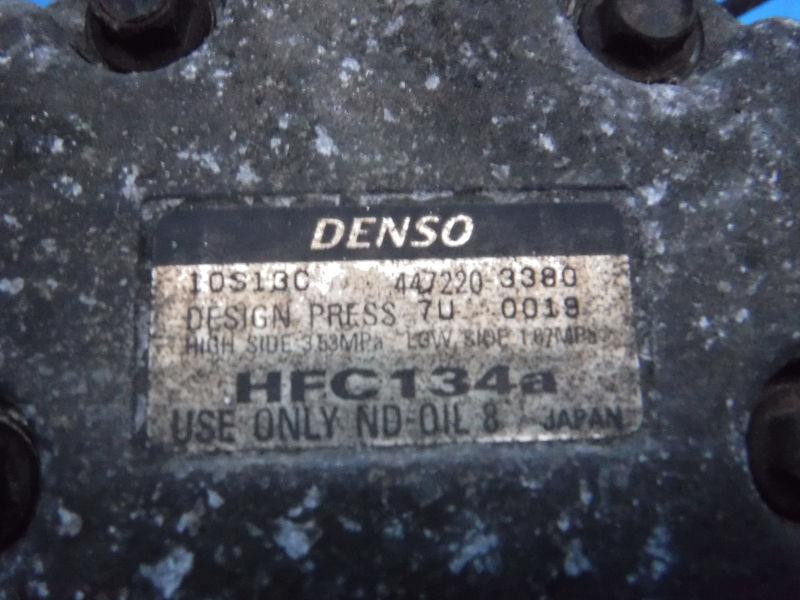 DENSO
10S13C 447220 3380
DESIGN PRESS 7U 0019
HIGH SIDE 3.53MPa LOW SIDE 1.67MPa
HFC134a
USE ONLY ND-OIL 8 JAPAN